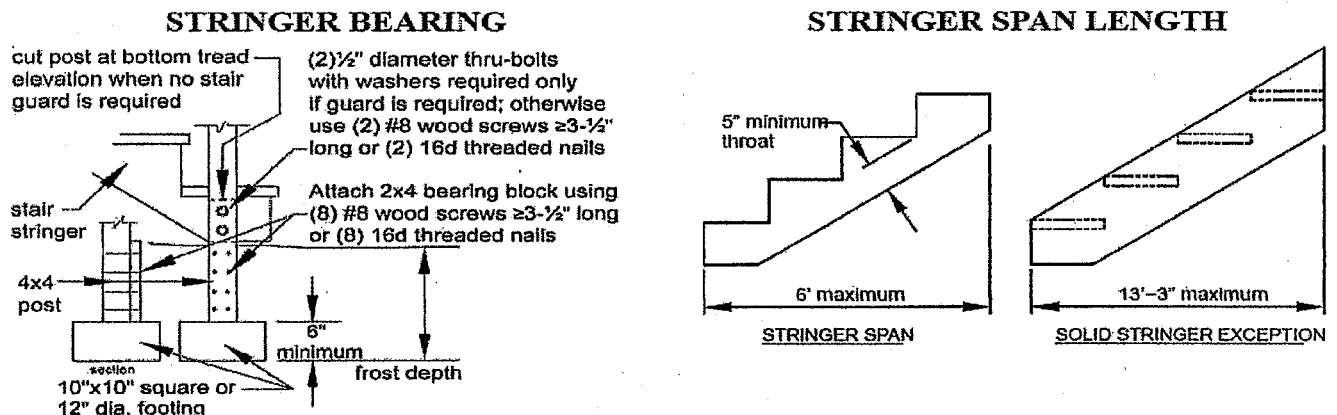 STRINGER BEARING
cut post at bottom tread
elevation when no stair
guard is required
(2)½" diameter thru-bolts
with washers required only
if guard is required; otherwise
use (2) #8 wood screws ≥3-½"
long or (2) 16d threaded nails
Attach 2x4 bearing block using
(8) #8 wood screws ≥3-½" long
or (8) 16d threaded nails
stair
stringer
4x4
post
6"
minimum
frost depth
section
10"x10" square or
12" dia. footing
STRINGER SPAN LENGTH
5" minimum
throat
6' maximum
STRINGER SPAN
13'-3" maximum
SOLID STRINGER EXCEPTION